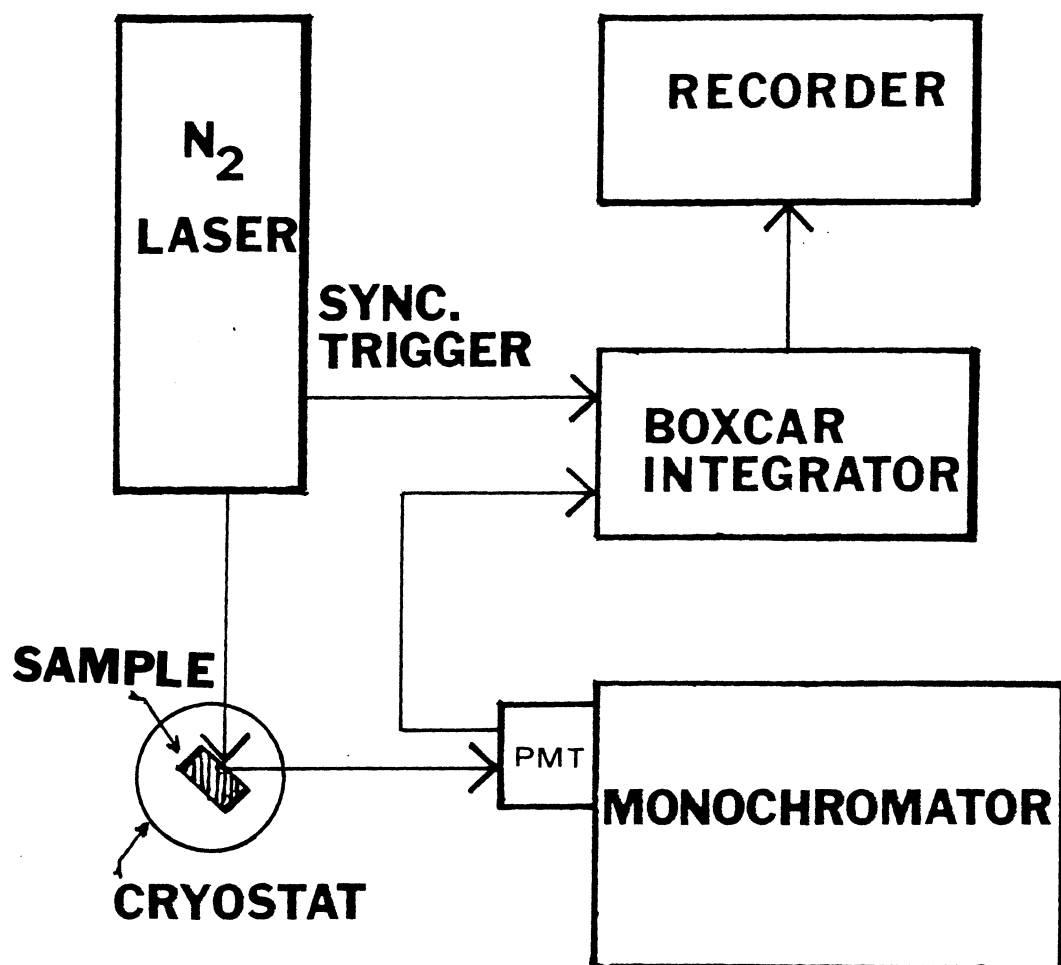 N2
LASER
RECORDER
SYNC.
TRIGGER
BOXCAR
INTEGRATOR
SAMPLE
PMT
MONOCHROMATOR
CRYOSTAT